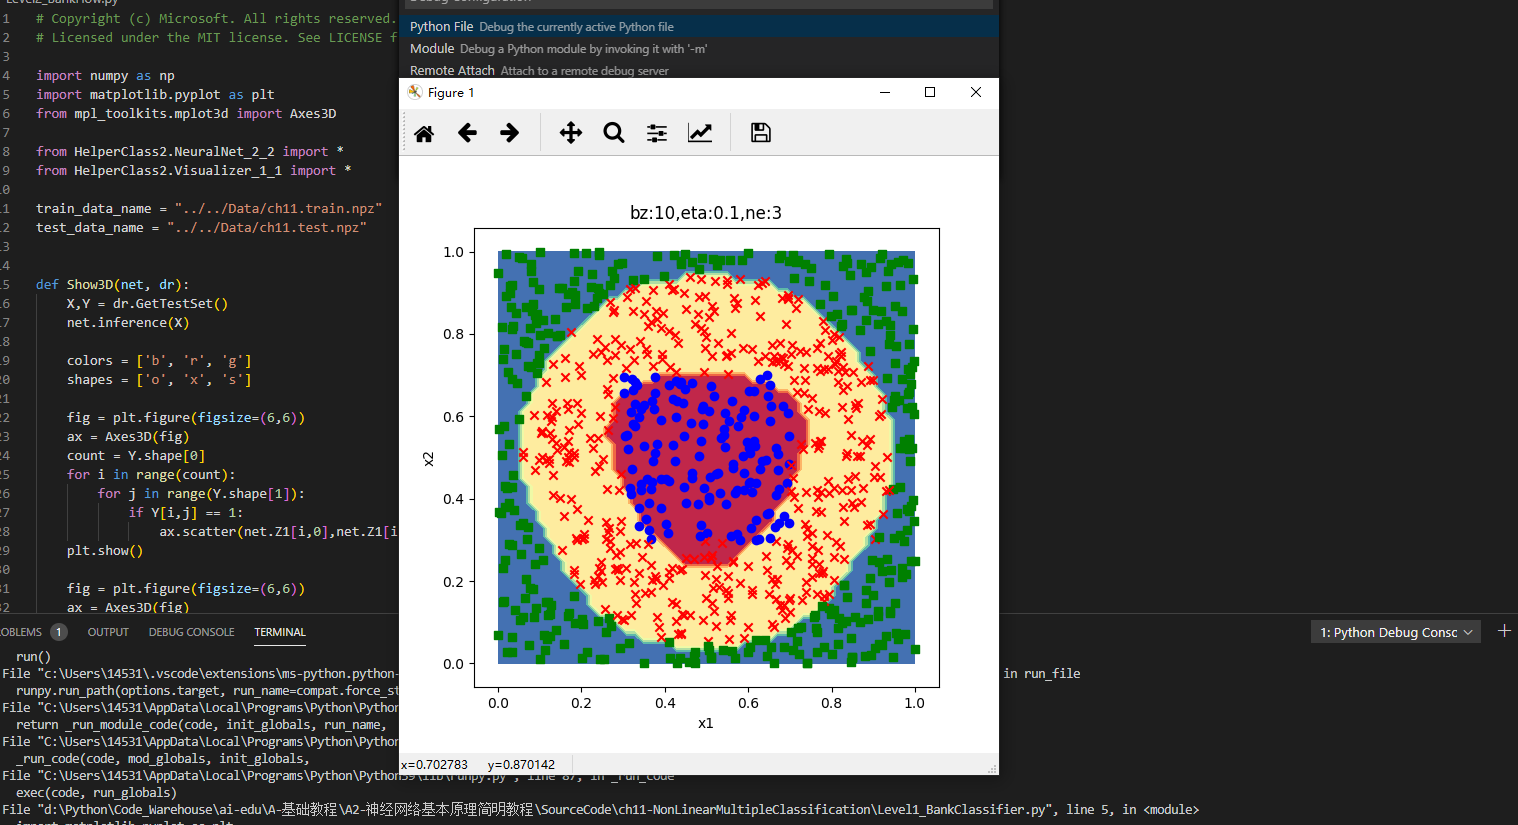 Level2_BankFlow.py
1 # Copyright (c) Microsoft. All rights reserved.
2 # Licensed under the MIT license. See LICENSE f
3
4 import numpy as np
5 import matplotlib.pyplot as plt
6 from mpl_toolkits.mplot3d import Axes3D
7
8 from HelperClass2.NeuralNet_2_2 import *
9 from HelperClass2.Visualizer_1_1 import *
10
11 train_data_name = "../../Data/ch11.train.npz"
12 test_data_name = "../../Data/ch11.test.npz"
13
14
15 def Show3D(net, dr):
16 X,Y = dr.GetTestSet()
17 net.inference(X)
18
19 colors = ['b', 'r', 'g']
20 shapes = ['o', 'x', 's']
21
22 fig = plt.figure(figsize=(6,6))
23 ax = Axes3D(fig)
24 count = Y.shape[0]
25 for i in range(count):
26 for j in range(Y.shape[1]):
27 if Y[i,j] == 1:
28 ax.scatter(net.Z1[i,0],net.Z1[i
29 plt.show()
30
31 fig = plt.figure(figsize=(6,6))
32 ax = Axes3D(fig)
Debug Configuration
Python File Debug the currently active Python file
Module Debug a Python module by invoking it with '-m'
Remote Attach Attach to a remote debug server
Figure 1
bz:10,eta:0.1,ne:3
1.0
0.8
0.6
0.4
0.2
0.0
x2
0.0 0.2 0.4 0.6 0.8 1.0
x1
x=0.702783 y=0.870142
OBLEMS 1 OUTPUT DEBUG CONSOLE TERMINAL
1: Python Debug Consc
run()
File "c:\Users\14531\.vscode\extensions\ms-python.python- in run_file
runpy.run_path(options.target, run_name=compat.force_st
File "C:\Users\14531\AppData\Local\Programs\Python\Python
return _run_module_code(code, init_globals, run_name,
File "C:\Users\14531\AppData\Local\Programs\Python\Python
_run_code(code, mod_globals, init_globals,
File "C:\Users\14531\AppData\Local\Programs\Python\Python39\lib\runpy.py", line 87, in _run_code
exec(code, run_globals)
File "d:\Python\Code_Warehouse\ai-edu\A-基础教程\A2-神经网络基本原理简明教程\SourceCode\ch11-NonLinearMultipleClassification\Level1_BankClassifier.py", line 5, in <module>
import matplotlib.pyplot as plt